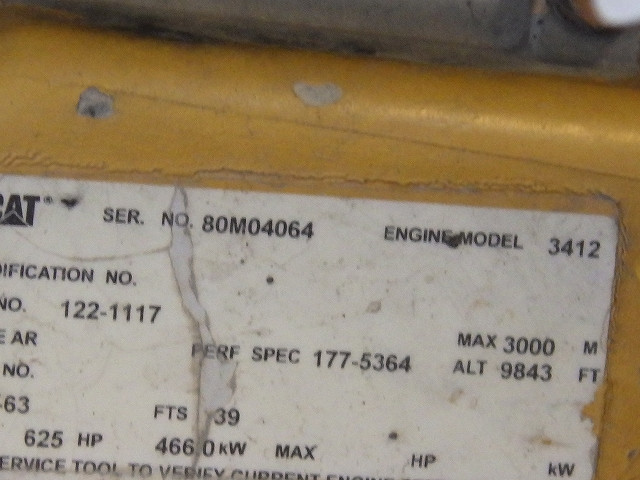 CAT® SER. NO. 80M04064 ENGINE MODEL 3412
DIFICATION NO.
NO. 122-1117
E AR PERF SPEC 177-5364 MAX 3000 M
NO. ALT 9843 FT
-63 FTS 39
625 HP 466.0 kW MAX HP kW
ERVICE TOOL TO VERIFY CURRENT ENGINE